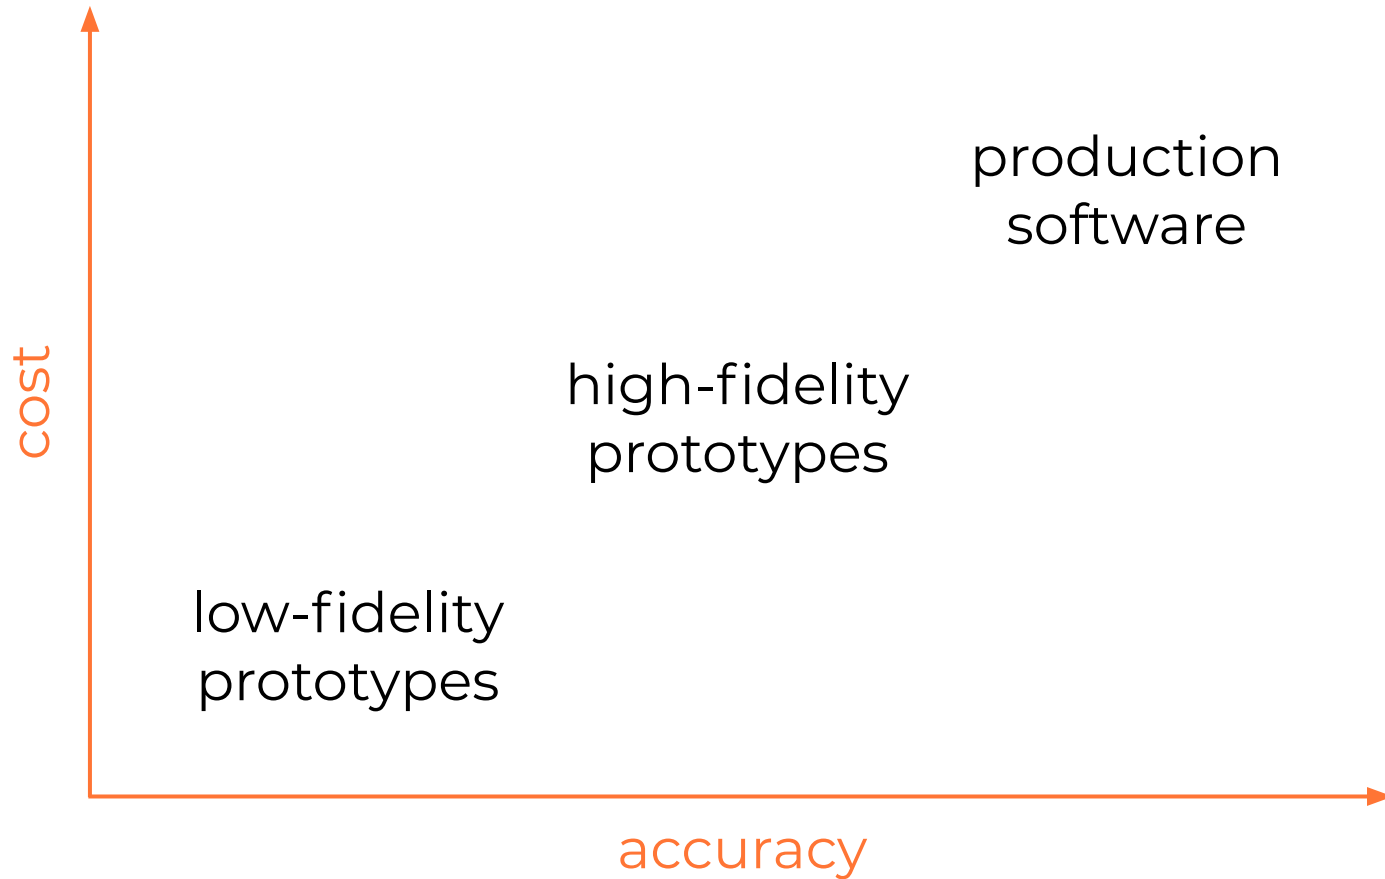 production
software
high-fidelity
prototypes
cost
low-fidelity
prototypes
accuracy